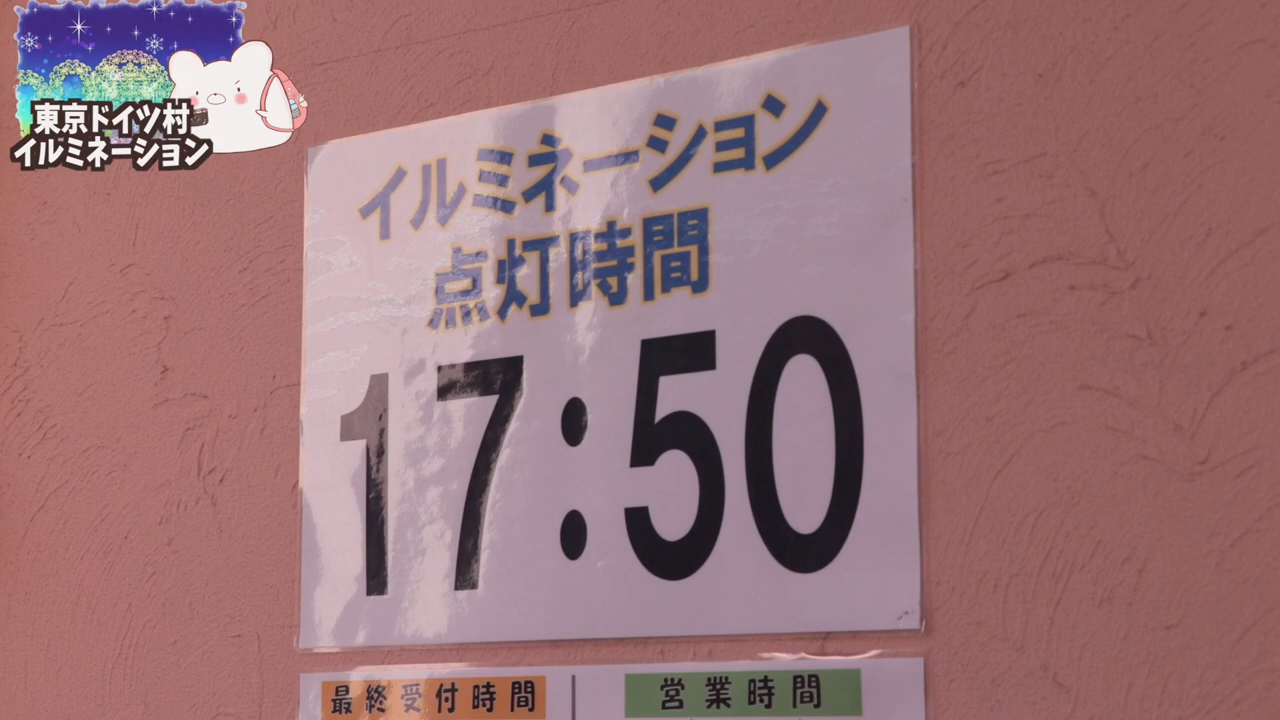 東京ドイツ村
イルミネーション
イルミネーション
点灯時間
17:50
最終受付時間
営業時間